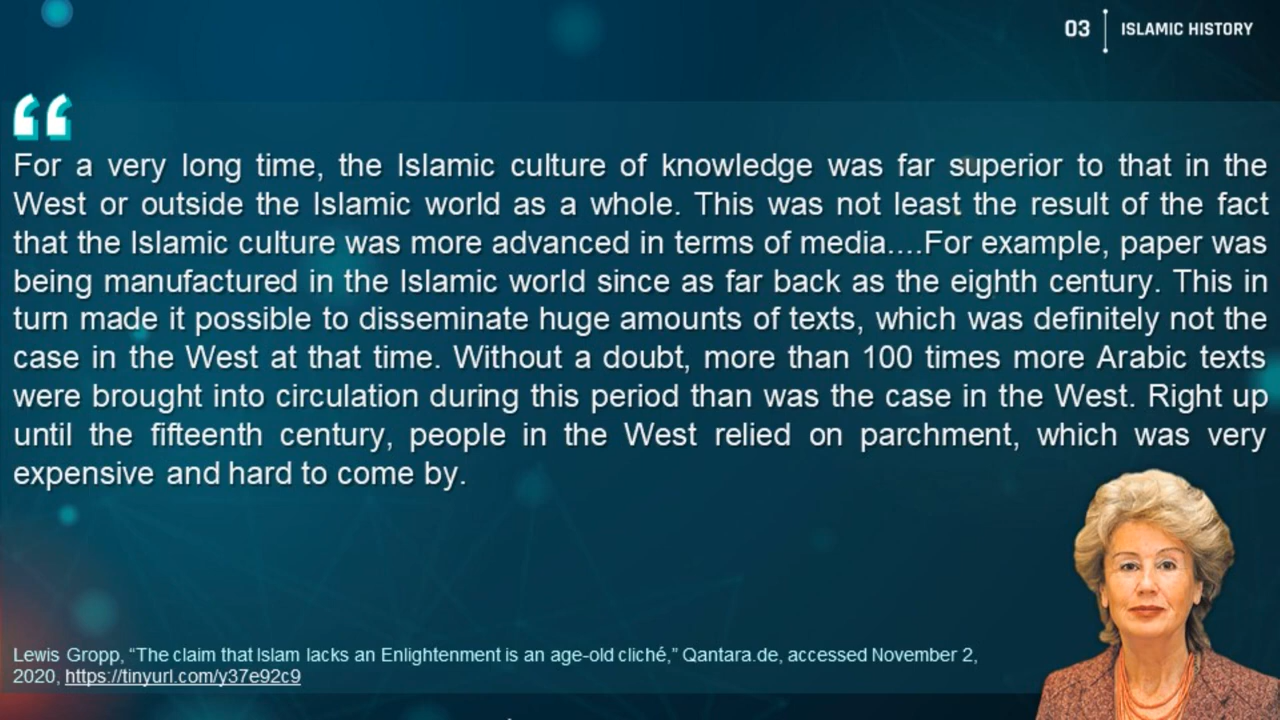 03 ISLAMIC HISTORY
“
For a very long time, the Islamic culture of knowledge was far superior to that in the
West or outside the Islamic world as a whole. This was not least the result of the fact
that the Islamic culture was more advanced in terms of media....For example, paper was
being manufactured in the Islamic world since as far back as the eighth century. This in
turn made it possible to disseminate huge amounts of texts, which was definitely not the
case in the West at that time. Without a doubt, more than 100 times more Arabic texts
were brought into circulation during this period than was the case in the West. Right up
until the fifteenth century, people in the West relied on parchment, which was very
expensive and hard to come by.
Lewis Gropp, “The claim that Islam lacks an Enlightenment is an age-old cliché,” Qantara.de, accessed November 2,
2020, https://tinyurl.com/y37e92c9